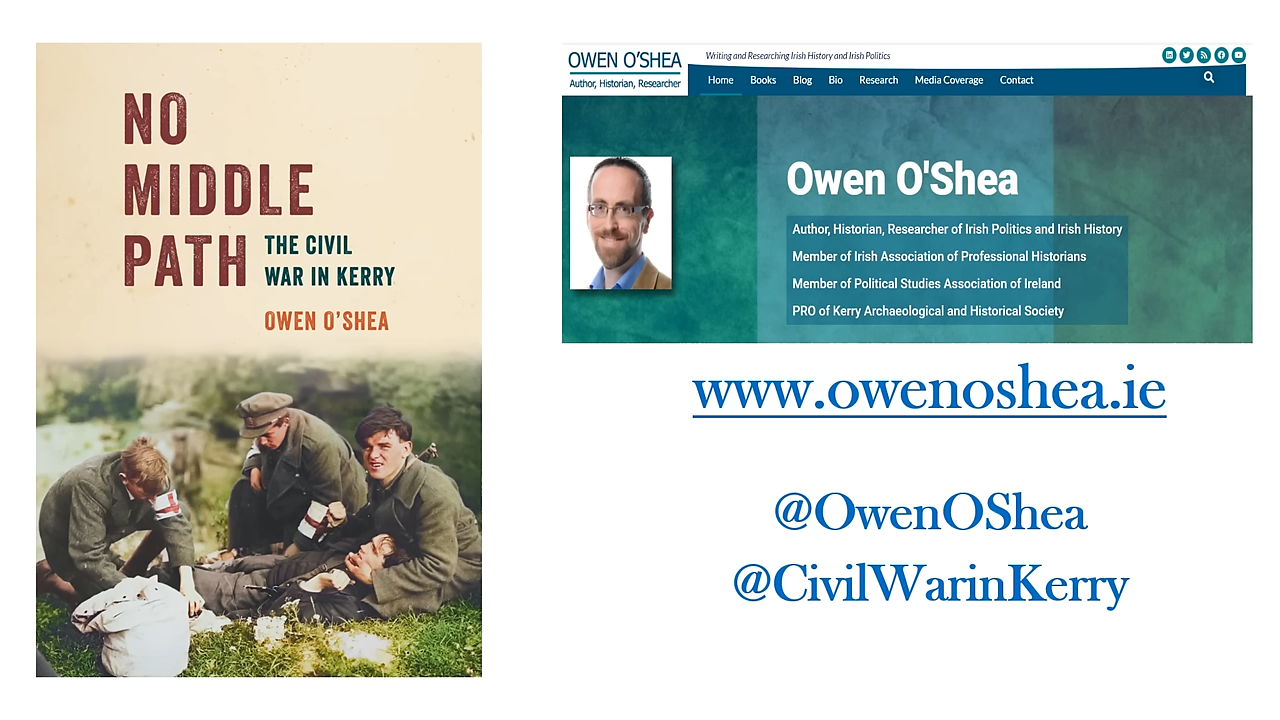 NO
MIDDLE
PATH
THE CIVIL
WAR IN KERRY
OWEN O'SHEA
OWEN O'SHEA
Author, Historian, Researcher
Writing and Researching Irish History and Irish Politics
Home Books Blog Bio Research Media Coverage Contact
Owen O'Shea
Author, Historian, Researcher of Irish Politics and Irish History
Member of Irish Association of Professional Historians
Member of Political Studies Association of Ireland
PRO of Kerry Archaeological and Historical Society
www.owenoshea.ie
@OwenOShea
@CivilWarinKerry